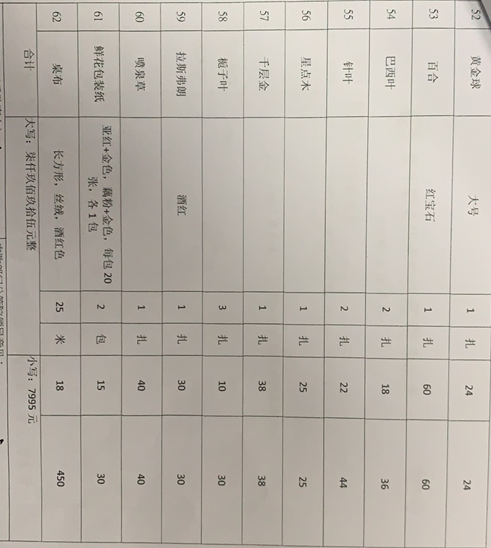 52 黄金球 大号 1 扎 24 24
53 百合 红宝石 1 扎 60 60
54 巴西叶 2 扎 18 36
55 针叶 2 扎 22 44
56 星点木 1 扎 25 25
57 千层金 1 扎 38 38
58 栀子叶 3 扎 10 30
59 拉斯弗朗 酒红 1 扎 30 30
60 喷泉草 1 扎 40 40
61 鲜花包装纸 亚红+金色，藕粉+金色，每包 20
张，各 1 包 2 包 15 30
62 桌布 长方形，丝绒，酒红色 25 米 18 450
合计 大写：柒仟玖佰玖拾伍元整 小写：7995 元